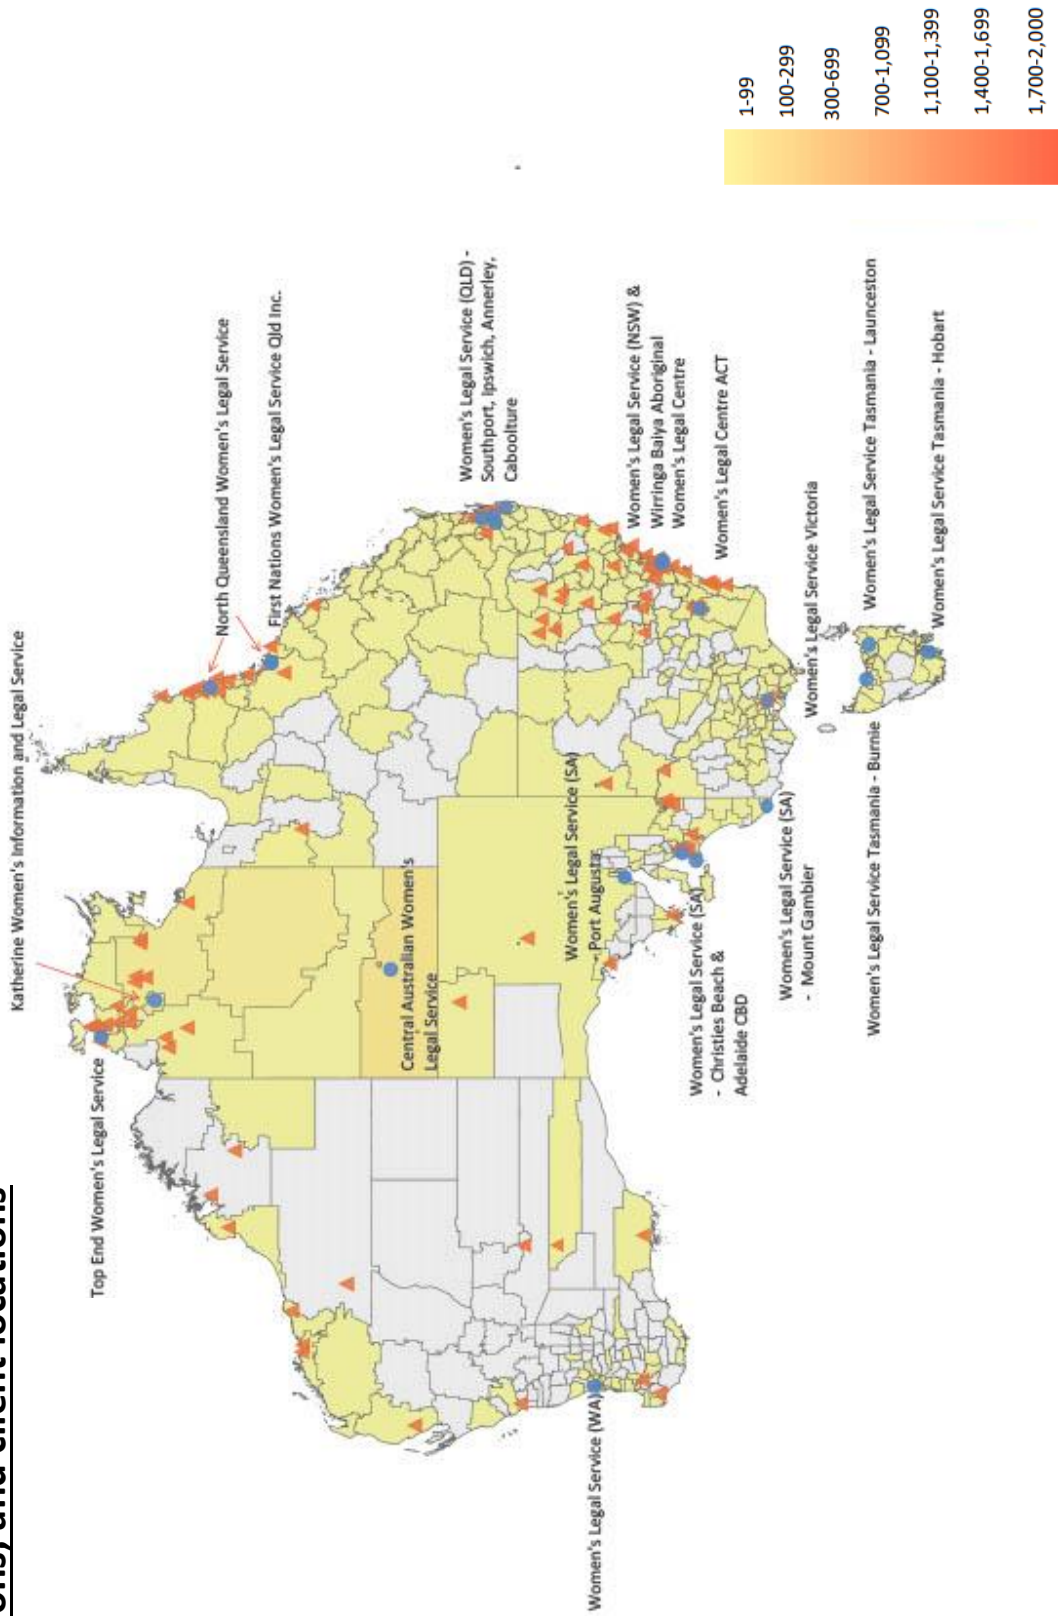 ons) and client locations
Katherine Women's Information and Legal Service
Top End Women's Legal Service
North Queensland Women's Legal Service
First Nations Women's Legal Service Qld Inc.
Central Australian Women's
Legal Service
Women's Legal Service (QLD) -
Southport, Ipswich, Annerley,
Caboolture
Women's Legal Service (SA)
- Port Augusta
Women's Legal Service (WA)
Women's Legal Service (NSW) &
Wirringa Baiya Aboriginal
Women's Legal Centre
Women's Legal Service (SA)
- Christies Beach &
Adelaide CBD
Women's Legal Centre ACT
Women's Legal Service (SA)
- Mount Gambier
Women's Legal Service Victoria
Women's Legal Service Tasmania - Burnie
Women's Legal Service Tasmania - Launceston
Women's Legal Service Tasmania - Hobart
1-99
100-299
300-699
700-1,099
1,100-1,399
1,400-1,699
1,700-2,000